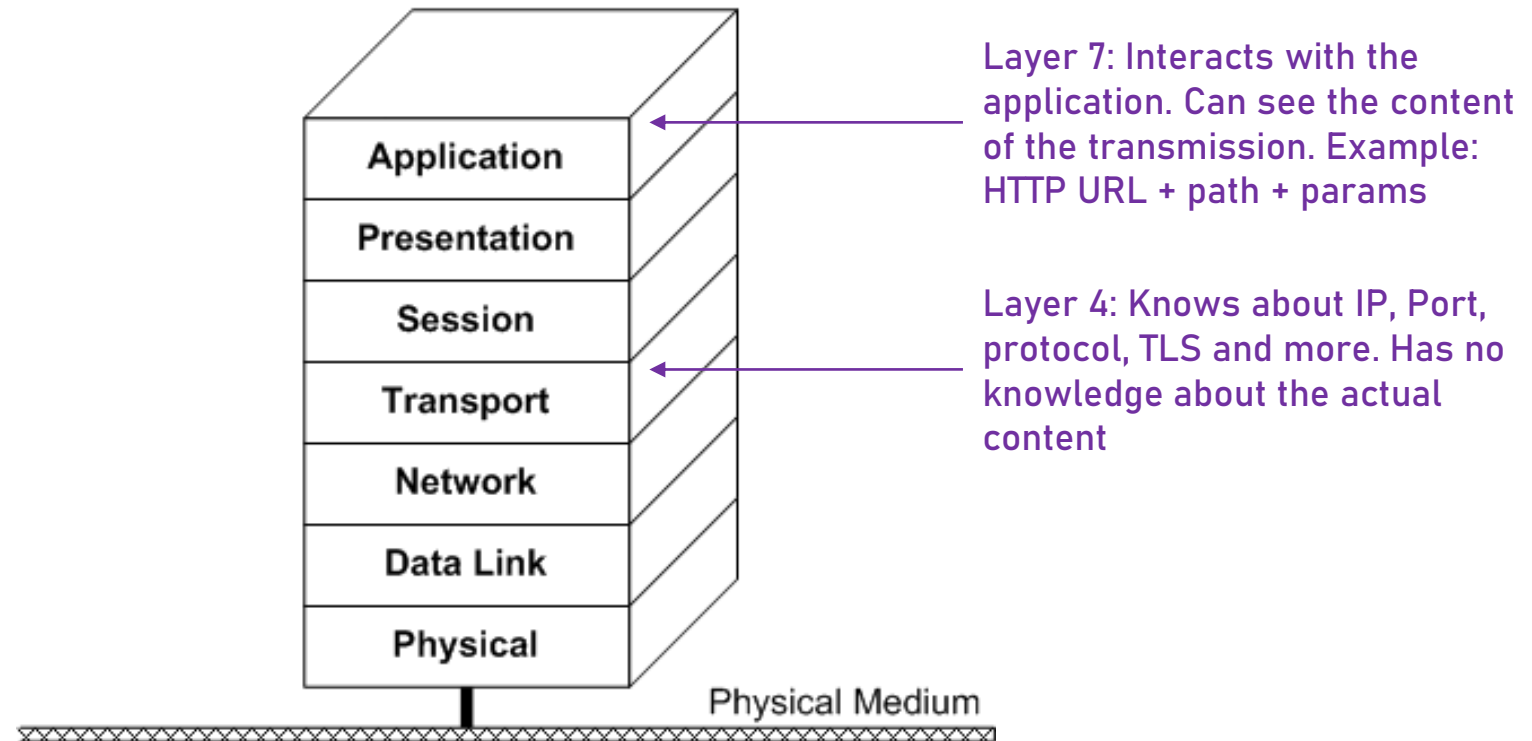 Application
Presentation
Session
Transport
Network
Data Link
Physical
Physical Medium
Layer 7: Interacts with the
application. Can see the content
of the transmission. Example:
HTTP URL + path + params
Layer 4: Knows about IP, Port,
protocol, TLS and more. Has no
knowledge about the actual
content